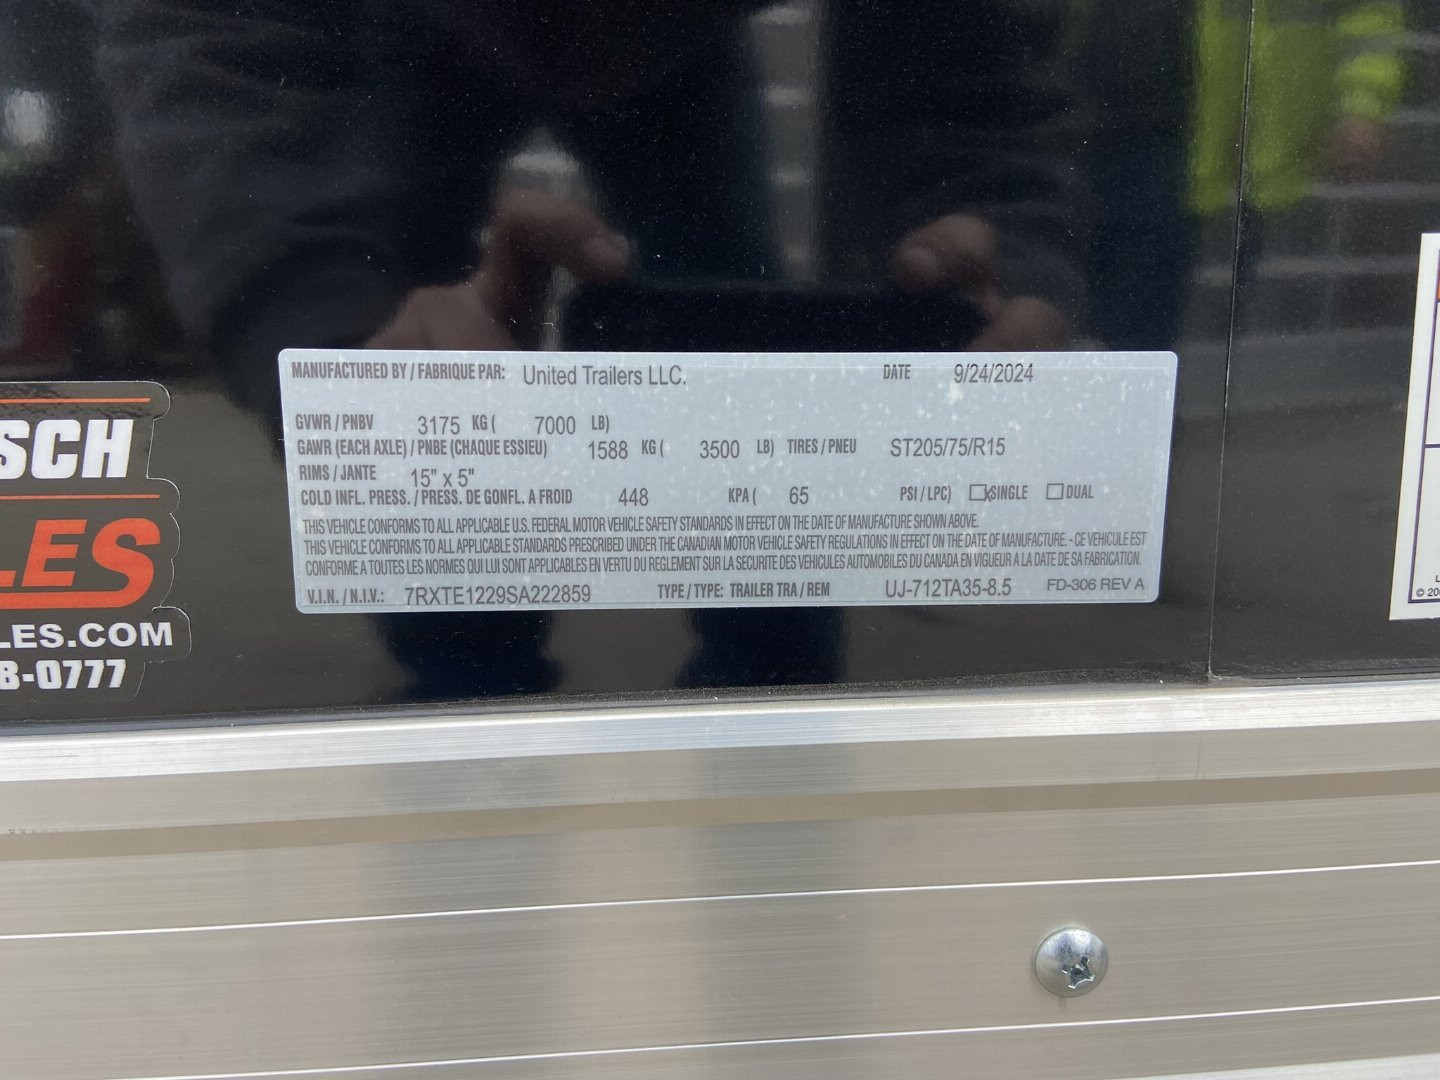 MANUFACTURED BY / FABRIQUE PAR: United Trailers LLC. DATE 9/24/2024
GVWR / PNBV 3175 KG ( 7000 LB)
GAWR (EACH AXLE) / PNBE (CHAQUE ESSIEU) 1588 KG ( 3500 LB) TIRES / PNEU ST205/75/R15
RIMS / JANTE 15" x 5"
COLD INFL. PRESS. / PRESS. DE GONFL. A FROID 448 KPA ( 65 PSI / LPC) ☒ SINGLE ☐ DUAL
THIS VEHICLE CONFORMS TO ALL APPLICABLE U.S. FEDERAL MOTOR VEHICLE SAFETY STANDARDS IN EFFECT ON THE DATE OF MANUFACTURE SHOWN ABOVE.
THIS VEHICLE CONFORMS TO ALL APPLICABLE STANDARDS PRESCRIBED UNDER THE CANADIAN MOTOR VEHICLE SAFETY REGULATIONS IN EFFECT ON THE DATE OF MANUFACTURE. - CE VÉHICULE EST
CONFORME A TOUTES LES NORMES QUI LUI SONT APPLICABLES EN VERTU DU REGLEMENT SUR LA SECURITE DES VEHICULES AUTOMOBILES DU CANADA EN VIGUEUR A LA DATE DE SA FABRICATION.
V.I.N. / N.I.V.: 7RXTE1229SA222859 TYPE / TYPE: TRAILER TRA / REM UJ-712TA35-8.5 FD-306 REV A
SCH
LES
LES.COM
8-0777
© 20